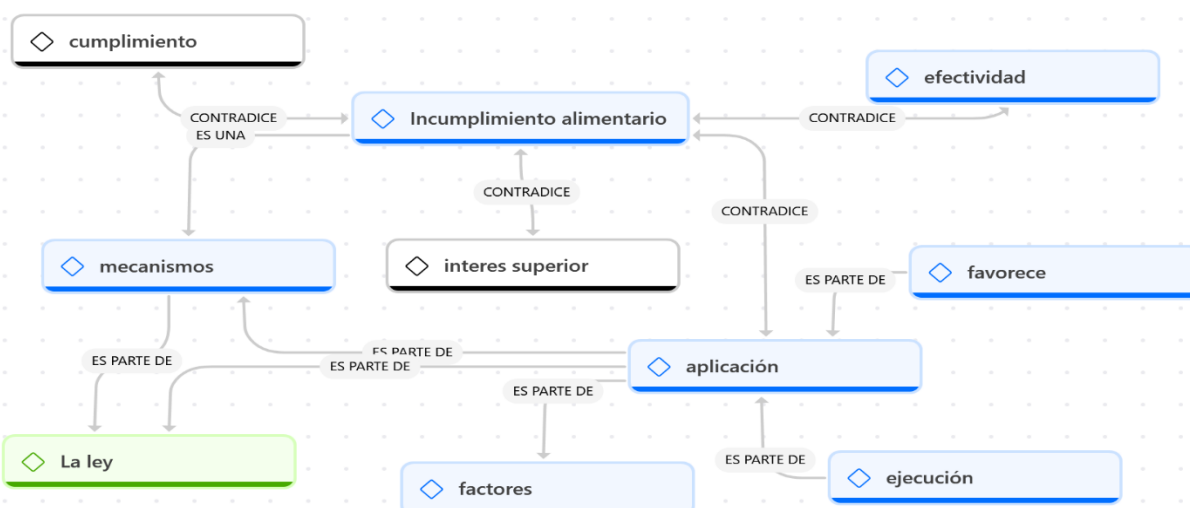 cumplimiento
efectividad
CONTRADICE
Incumplimiento alimentario
CONTRADICE
ES UNA
CONTRADICE
CONTRADICE
mecanismos
interes superior
favorece
ES PARTE DE
ES PARTE DE
ES PARTE DE
ES PARTE DE
aplicación
ES PARTE DE
La ley
ES PARTE DE
ejecución
factores